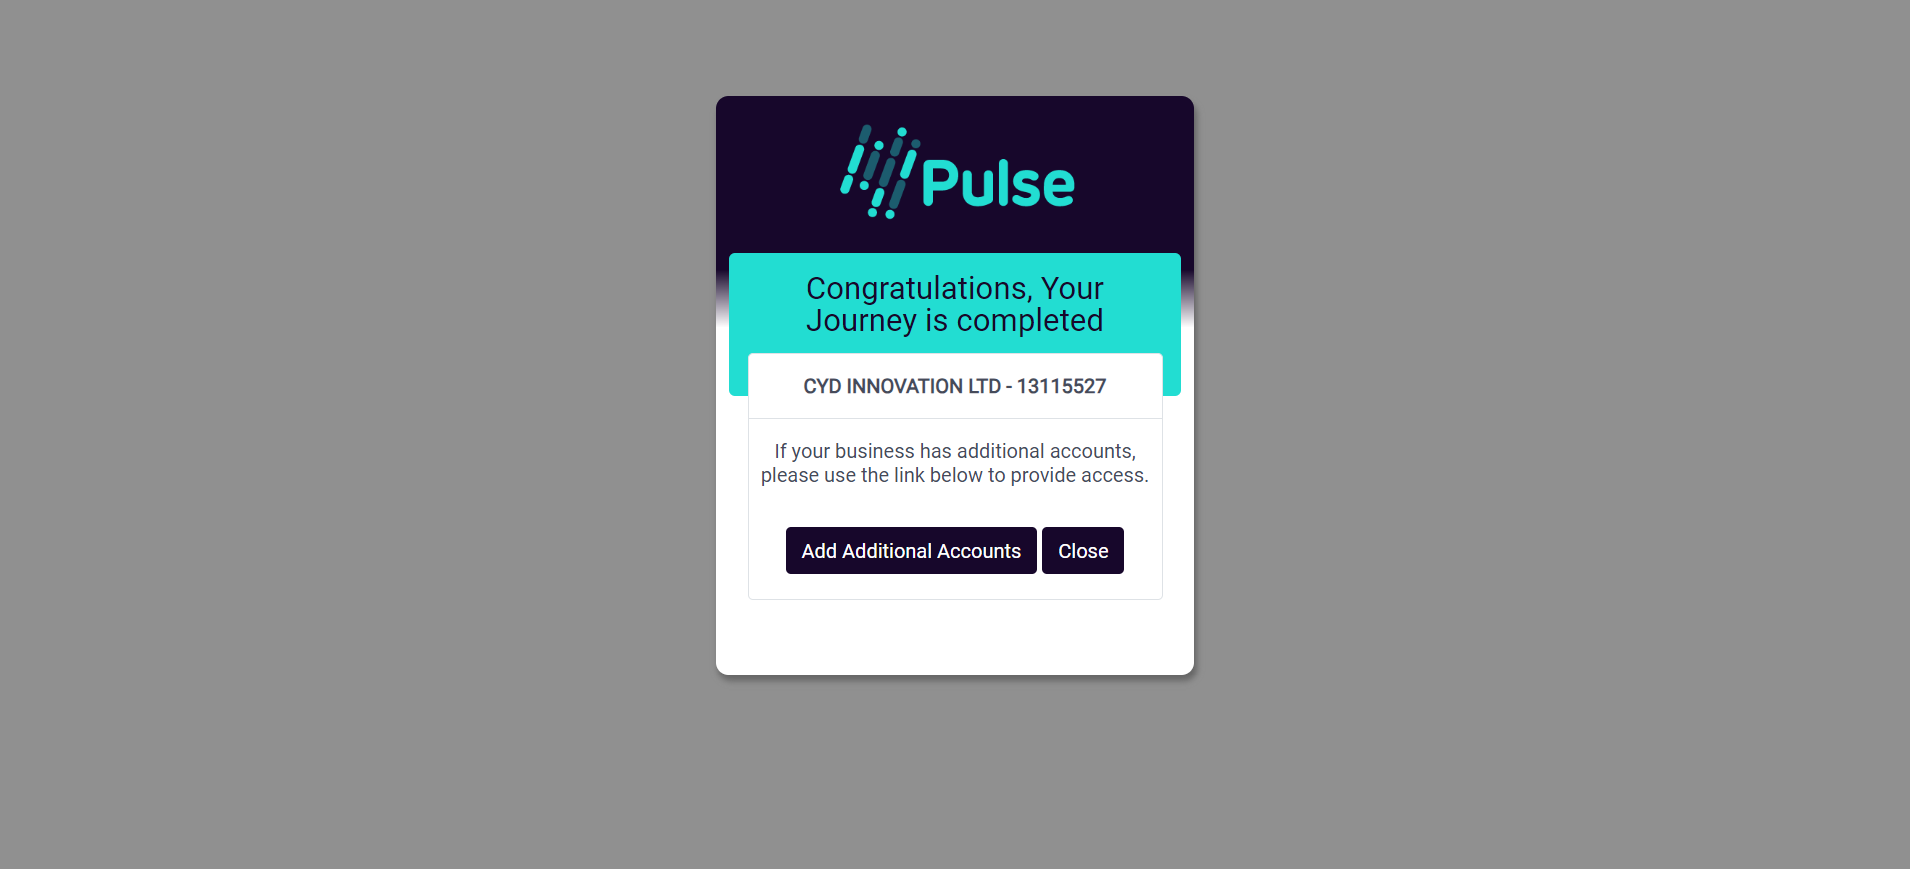 Pulse
Congratulations, Your
Journey is completed
CYD INNOVATION LTD - 13115527
If your business has additional accounts,
please use the link below to provide access.
Add Additional Accounts Close